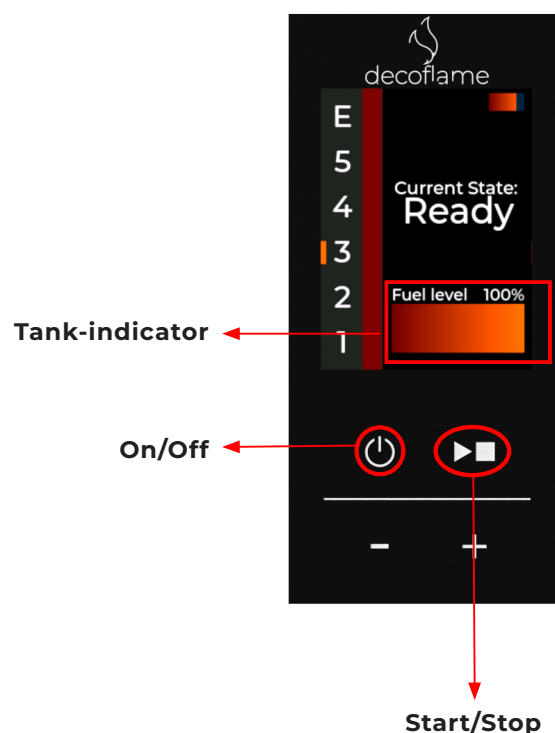 decoflame
E
5
4
3
2
1
Current State:
Ready
Fuel level 100%
Tank-indicator
On/Off
- +
Start/Stop